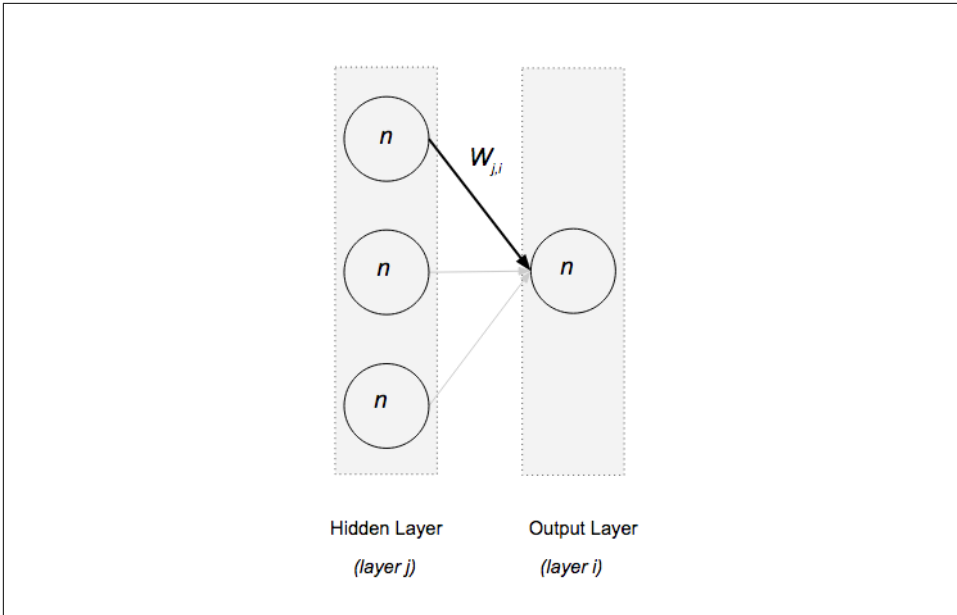 n
W j,i
n
n
n
Hidden Layer
Output Layer
(layer j)
(layer i)